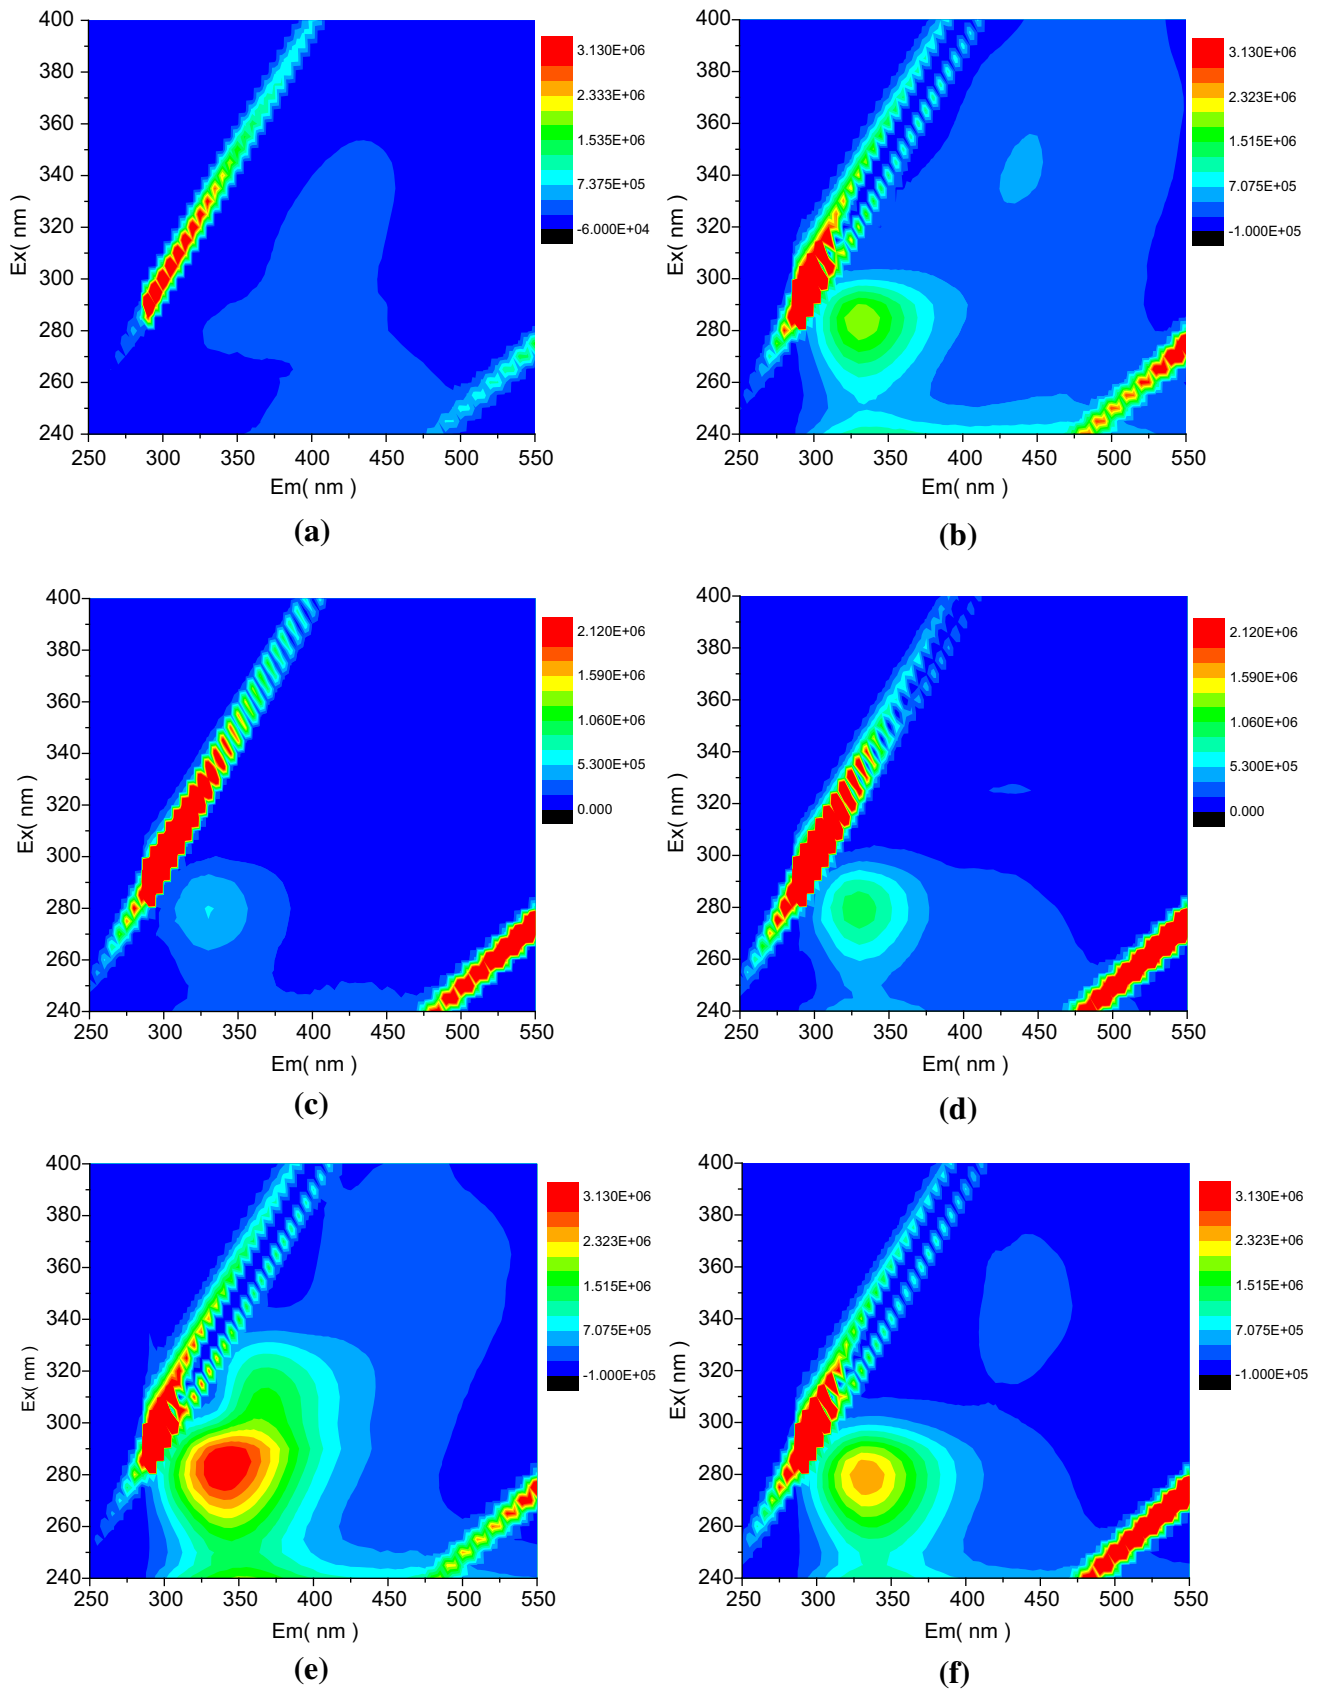 400
380
360
340
320
300
280
260
240
Ex( nm )
250 300 350 400 450 500 550
Em( nm )
3.130E+06
2.333E+06
1.535E+06
7.375E+05
-6.000E+04
(a)
400
380
360
340
320
300
280
260
240
Ex( nm )
250 300 350 400 450 500 550
Em( nm )
3.130E+06
2.323E+06
1.515E+06
7.075E+05
-1.000E+05
(b)
400
380
360
340
320
300
280
260
240
Ex( nm )
250 300 350 400 450 500 550
Em( nm )
2.120E+06
1.590E+06
1.060E+06
5.300E+05
0.000
(c)
400
380
360
340
320
300
280
260
240
Ex( nm )
250 300 350 400 450 500 550
Em( nm )
2.120E+06
1.590E+06
1.060E+06
5.300E+05
0.000
(d)
400
380
360
340
320
300
280
260
240
Ex( nm )
250 300 350 400 450 500 550
Em( nm )
3.130E+06
2.323E+06
1.515E+06
7.075E+05
-1.000E+05
(e)
400
380
360
340
320
300
280
260
240
Ex( nm )
250 300 350 400 450 500 550
Em( nm )
3.130E+06
2.323E+06
1.515E+06
7.075E+05
-1.000E+05
(f)